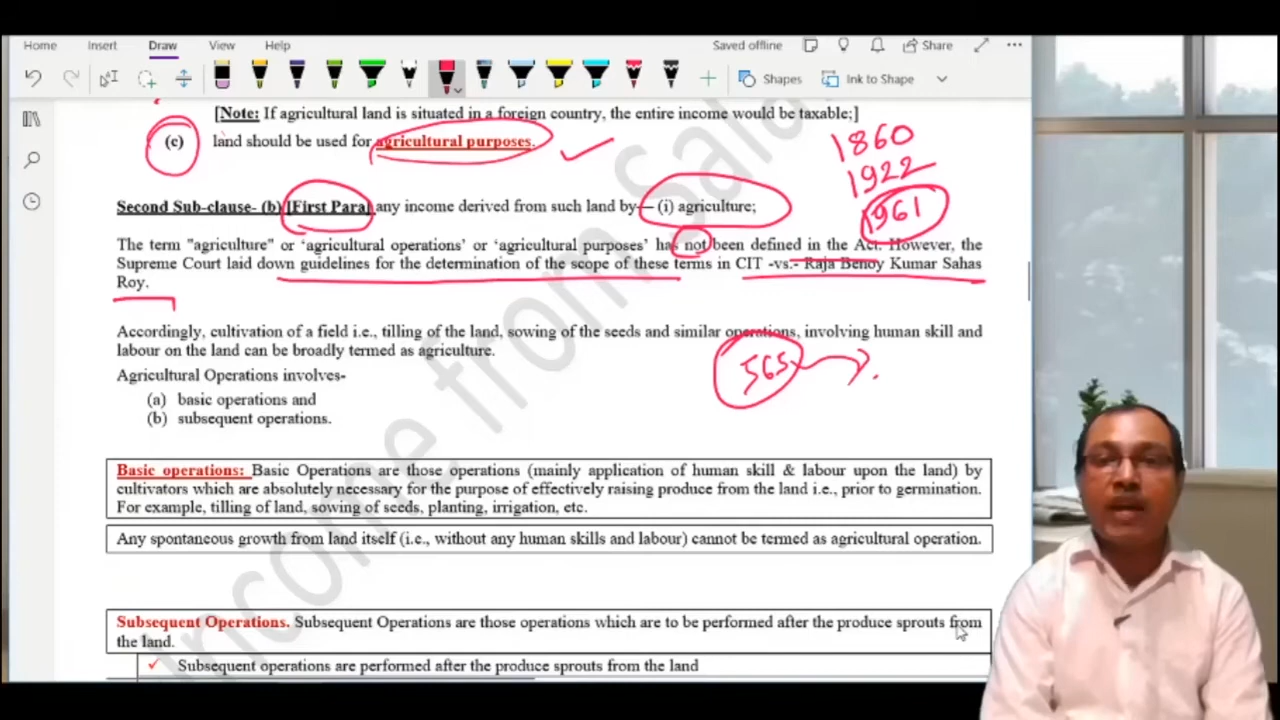 Home Insert Draw View Help Saved offline Share
Shapes Ink to Shape
[Note: If agricultural land is situated in a foreign country, the entire income would be taxable;]
(c) land should be used for agricultural purposes.
1860
1922
1961
Second Sub-clause- (b) [First Para] any income derived from such land by— (i) agriculture;
The term "agriculture" or ‘agricultural operations’ or ‘agricultural purposes’ has not been defined in the Act. However, the
Supreme Court laid down guidelines for the determination of the scope of these terms in CIT -vs.- Raja Benoy Kumar Sahas
Roy.
Accordingly, cultivation of a field i.e., tilling of the land, sowing of the seeds and similar operations, involving human skill and
labour on the land can be broadly termed as agriculture.
565
Agricultural Operations involves-
(a) basic operations and
(b) subsequent operations.
Basic operations: Basic Operations are those operations (mainly application of human skill & labour upon the land) by
cultivators which are absolutely necessary for the purpose of effectively raising produce from the land i.e., prior to germination.
For example, tilling of land, sowing of seeds, planting, irrigation, etc.
Any spontaneous growth from land itself (i.e., without any human skills and labour) cannot be termed as agricultural operation.
Subsequent Operations. Subsequent Operations are those operations which are to be performed after the produce sprouts from
the land.
✓ Subsequent operations are performed after the produce sprouts from the land
Income from Sala